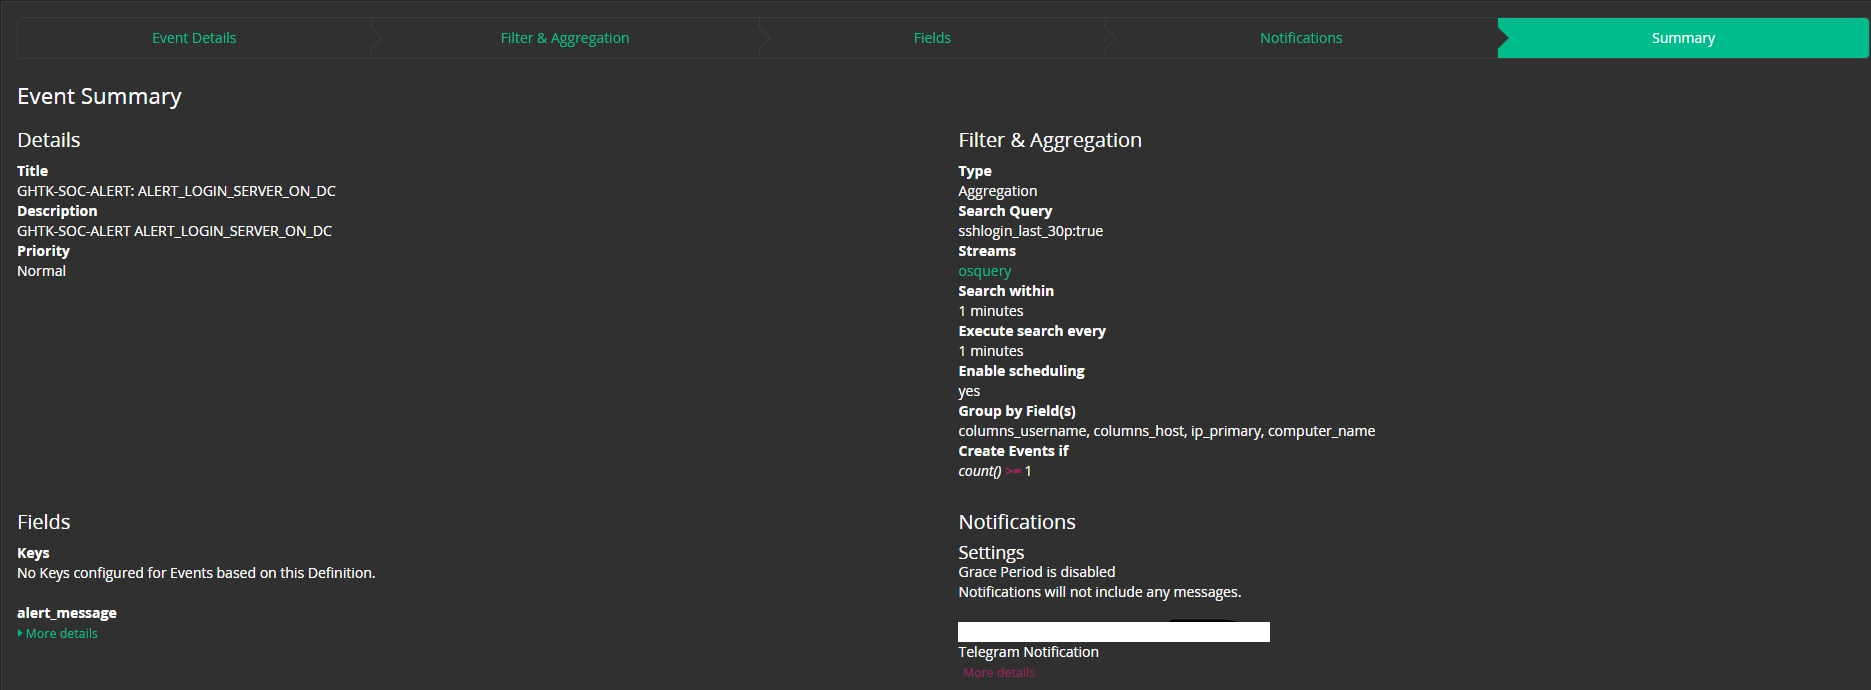 Event Details
Filter & Aggregation
Fields
Notifications
Summary
Event Summary
Details
Title
GHTK-SOC-ALERT: ALERT_LOGIN_SERVER_ON_DC
Description
GHTK-SOC-ALERT ALERT_LOGIN_SERVER_ON_DC
Priority
Normal
Filter & Aggregation
Type
Aggregation
Search Query
sshlogin_last_30p:true
Streams
osquery
Search within
1 minutes
Execute search every
1 minutes
Enable scheduling
yes
Group by Field(s)
columns_username, columns_host, ip_primary, computer_name
Create Events if
count() >= 1
Fields
Keys
No Keys configured for Events based on this Definition.
alert_message
More details
Notifications
Settings
Grace Period is disabled
Notifications will not include any messages.
Telegram Notification
More details